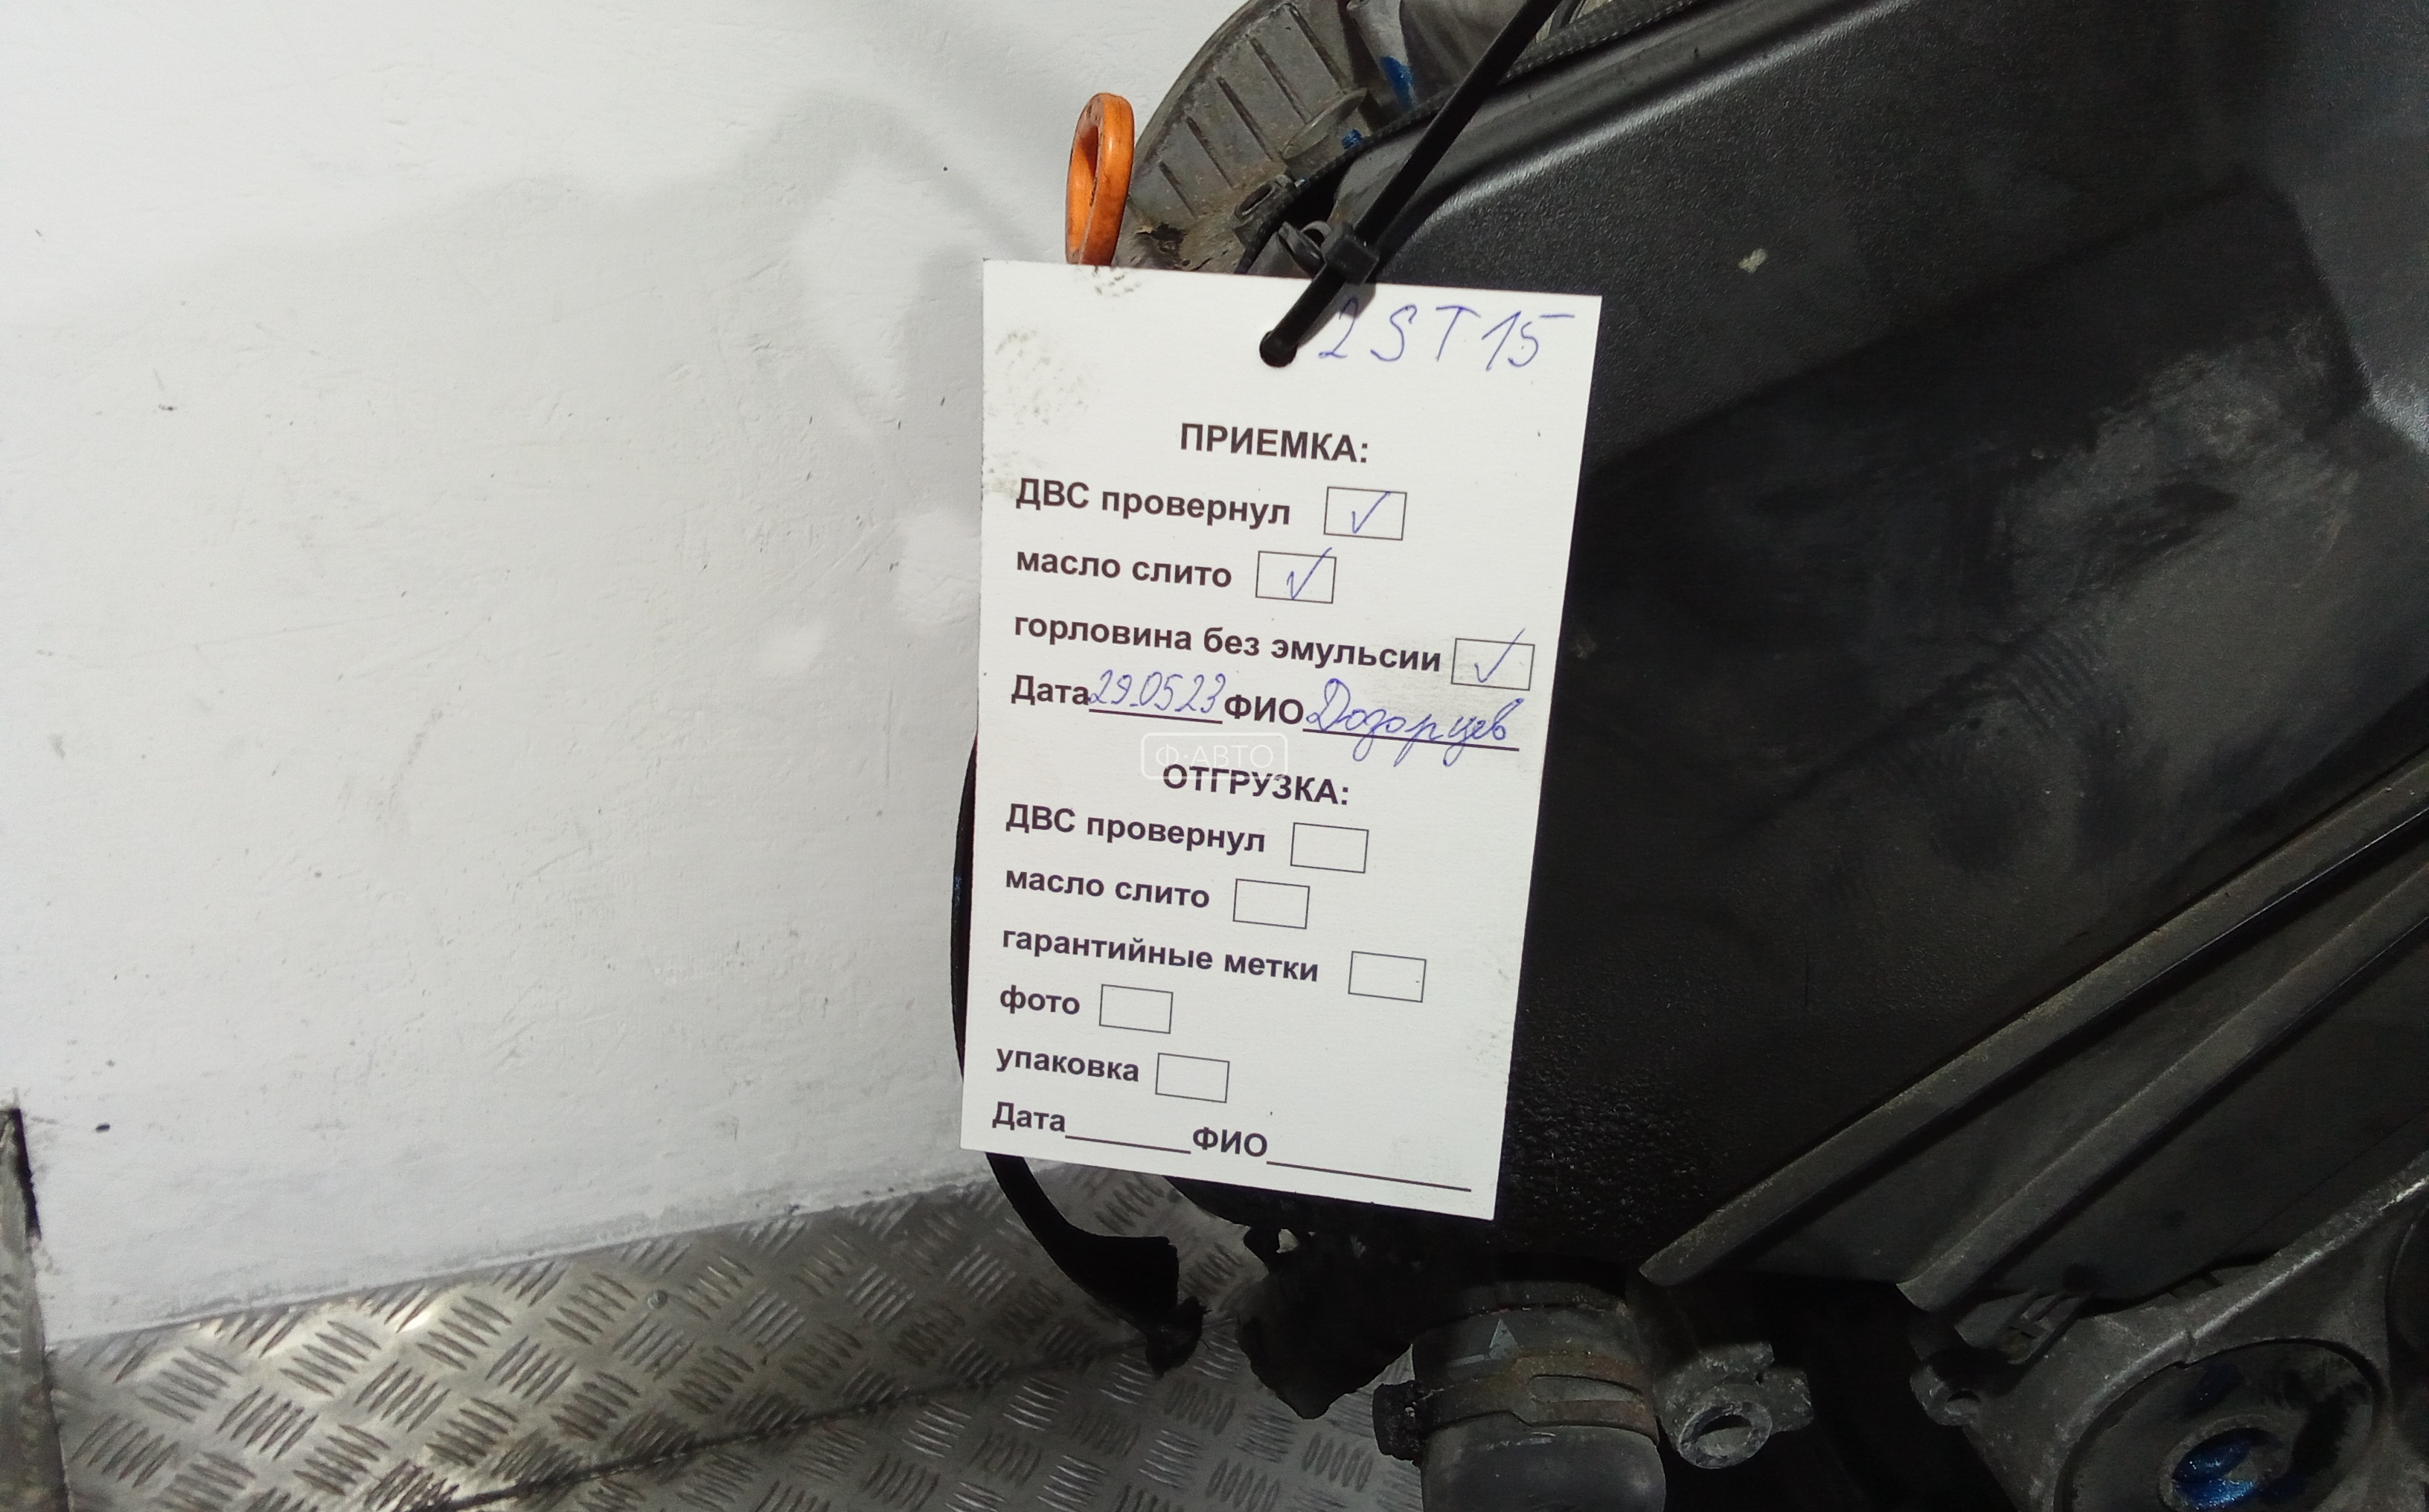 2ST15
ПРИЕМКА:
ДВС провернул
масло слито
горловина без эмульсии
Дата 29.05.23 ФИО
Ф·АВТО
ОТГРУЗКА:
ДВС провернул
масло слито
гарантийные метки
фото
упаковка
Дата ФИО